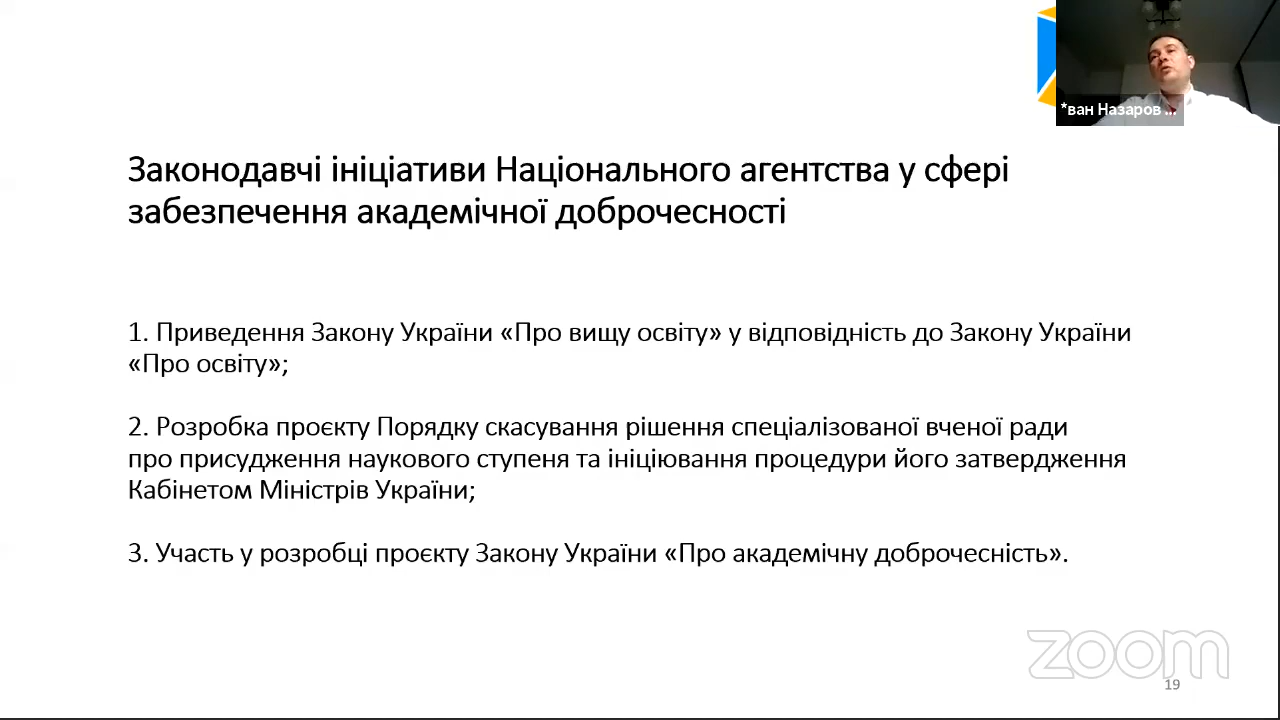 *ван Назаров ...
Законодавчі ініціативи Національного агентства у сфері
забезпечення академічної доброчесності
1. Приведення Закону України «Про вищу освіту» у відповідність до Закону України
«Про освіту»;
2. Розробка проєкту Порядку скасування рішення спеціалізованої вченої ради
про присудження наукового ступеня та ініціювання процедури його затвердження
Кабінетом Міністрів України;
3. Участь у розробці проєкту Закону України «Про академічну доброчесність».
zoom
19